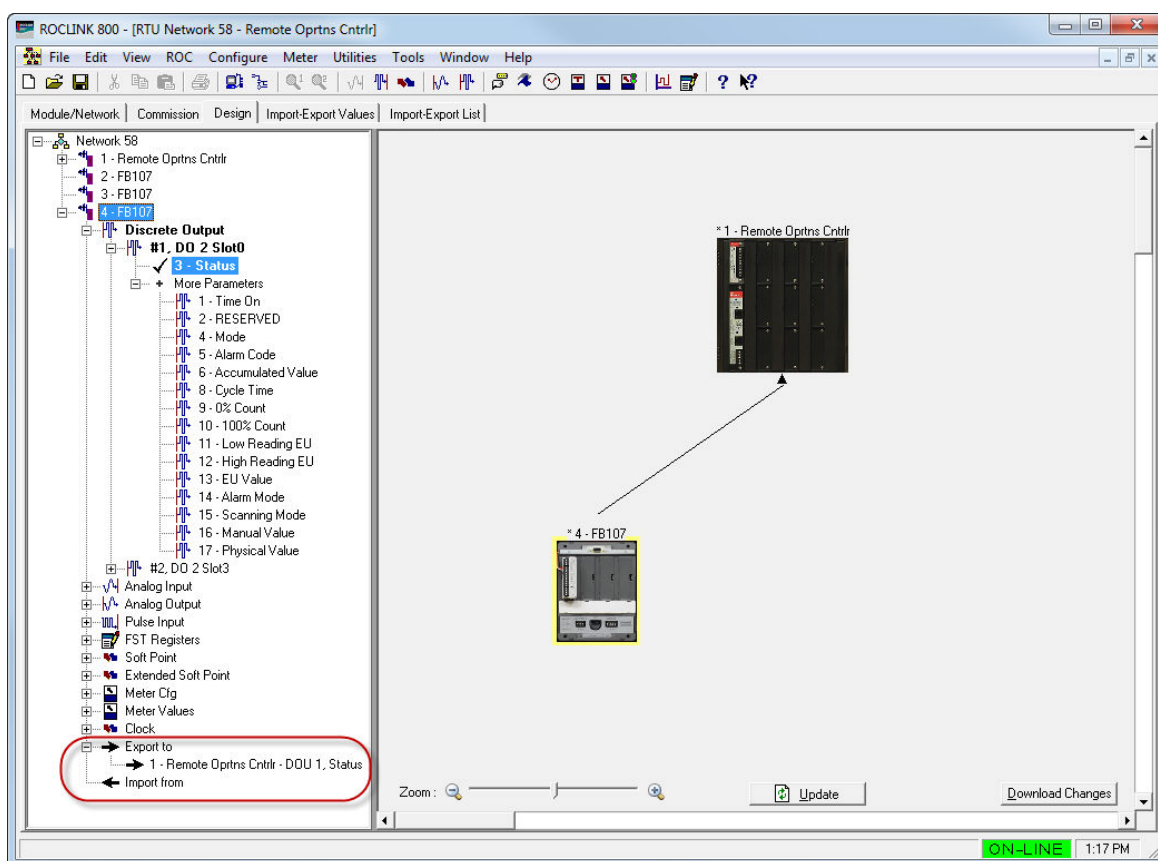 ROCLINK 800 - [RTU Network 58 - Remote Oprtns Cntrlr]
File Edit View ROC Configure Meter Utilities Tools Window Help
Module/Network Commission Design Import-Export Values Import-Export List
Network 58
1 - Remote Oprtns Cntrlr
2 - FB107
3 - FB107
4 - FB107
Discrete Output
#1, DO 2 Slot0
3 - Status
More Parameters
1 - Time On
2 - RESERVED
4 - Mode
5 - Alarm Code
6 - Accumulated Value
8 - Cycle Time
9 - 0% Count
10 - 100% Count
11 - Low Reading EU
12 - High Reading EU
13 - EU Value
14 - Alarm Mode
15 - Scanning Mode
16 - Manual Value
17 - Physical Value
#2, DO 2 Slot3
Analog Input
Analog Output
Pulse Input
FST Registers
Soft Point
Extended Soft Point
Meter Cfg
Meter Values
Clock
Export to
1 - Remote Oprtns Cntrlr - DOU 1, Status
Import from
* 1 - Remote Oprtns Cntrlr
* 4 - FB107
Zoom :
Update
Download Changes
ON-LINE 1:17 PM